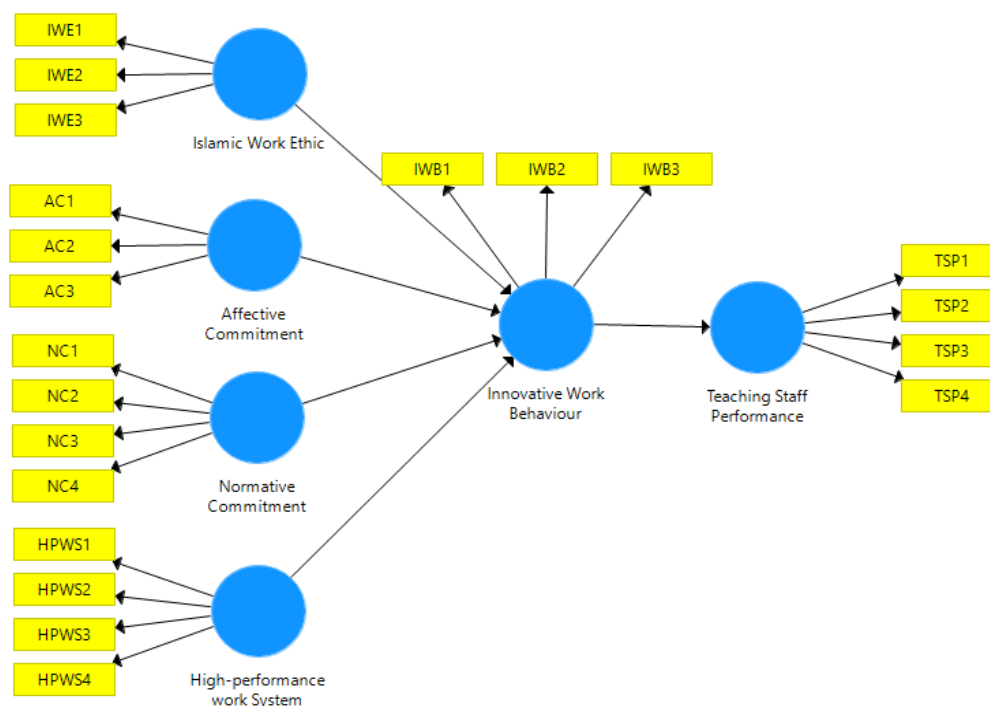 IWE1
IWE2
IWE3
Islamic Work Ethic
IWB1
IWB2
IWB3
AC1
AC2
AC3
Affective
Commitment
NC1
NC2
NC3
NC4
Normative
Commitment
HPWS1
HPWS2
HPWS3
HPWS4
High-performance
work System
Innovative Work
Behaviour
Teaching Staff
Performance
TSP1
TSP2
TSP3
TSP4